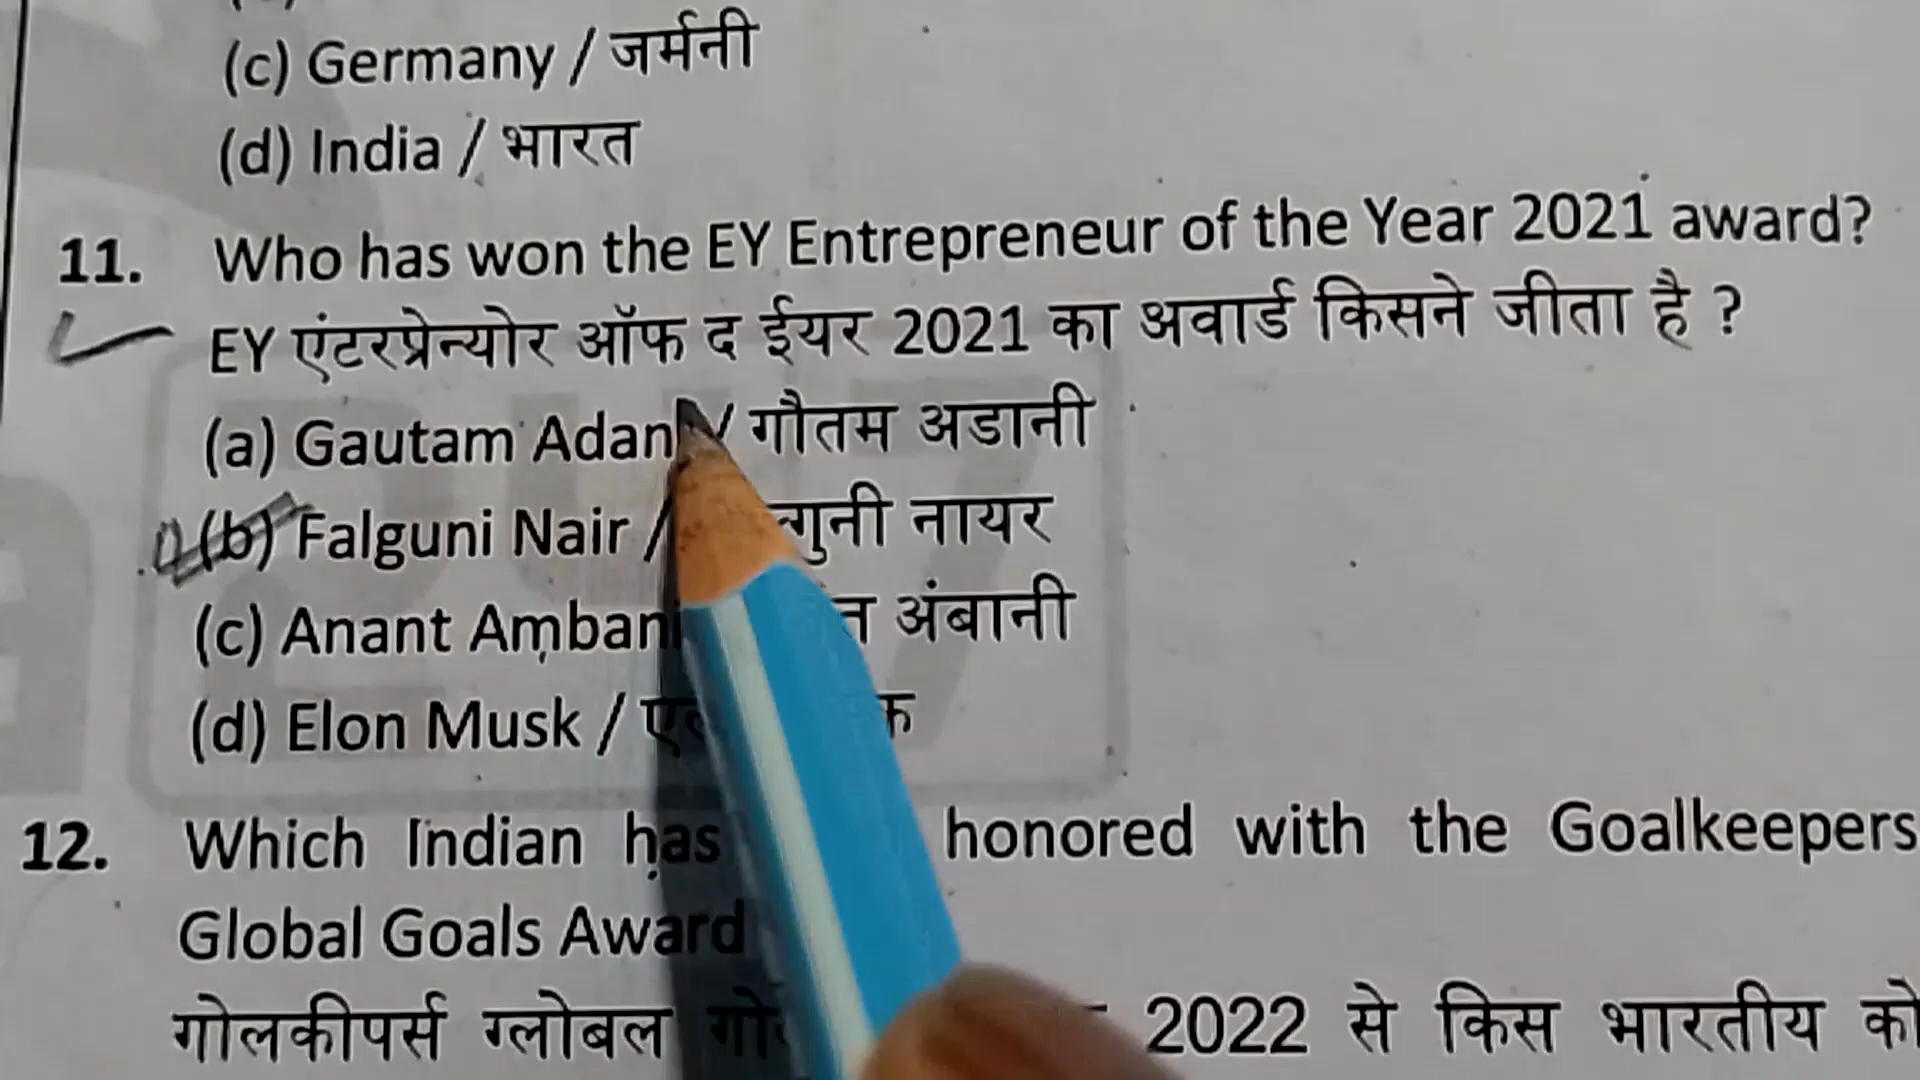 (c) Germany / जर्मनी
(d) India / भारत
11. Who has won the EY Entrepreneur of the Year 2021 award?
EY एंटरप्रेन्योर ऑफ द ईयर 2021 का अवार्ड किसने जीता है ?
(a) Gautam Adan / गौतम अडानी
(b) Falguni Nair / नायर
(c) Anant Ambani अंबानी
(d) Elon Musk /
12. Which Indian has honored with the Goalkeepers
Global Goals Award
गोलकीपर्स ग्लोबल 2022 से किस भारतीय को